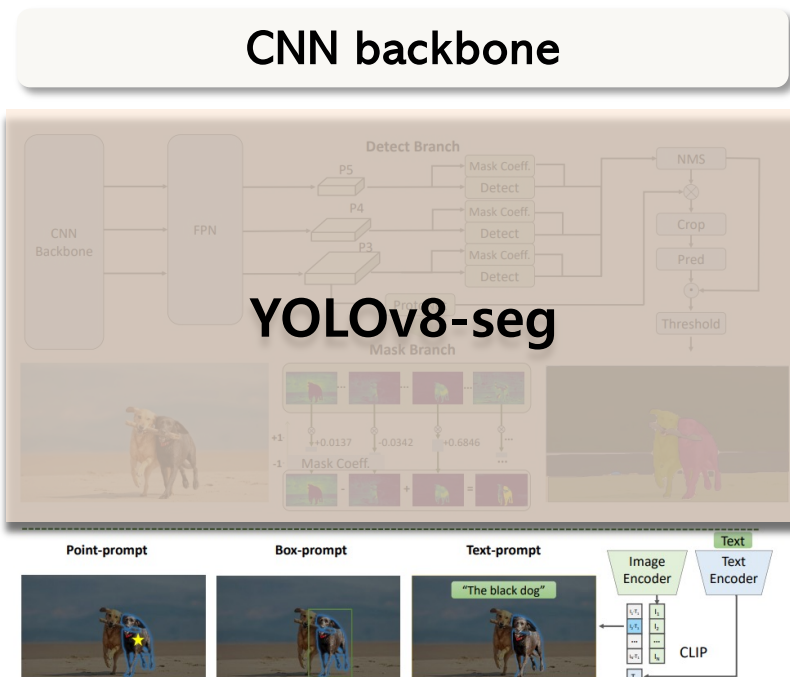 CNN backbone
Detect Branch
P5
Mask Coeff.
Detect
NMS
P4
Mask Coeff.
Detect
CNN
Backbone
FPN
Crop
P3
Mask Coeff.
Detect
Pred
YOLOv8-seg
Threshold
Mask Branch
+1
-1
+0.0137
-0.0342
+0.6846
Mask Coeff.
Point-prompt
Box-prompt
Text-prompt
"The black dog"
Text
Image
Encoder
Text
Encoder
CLIP